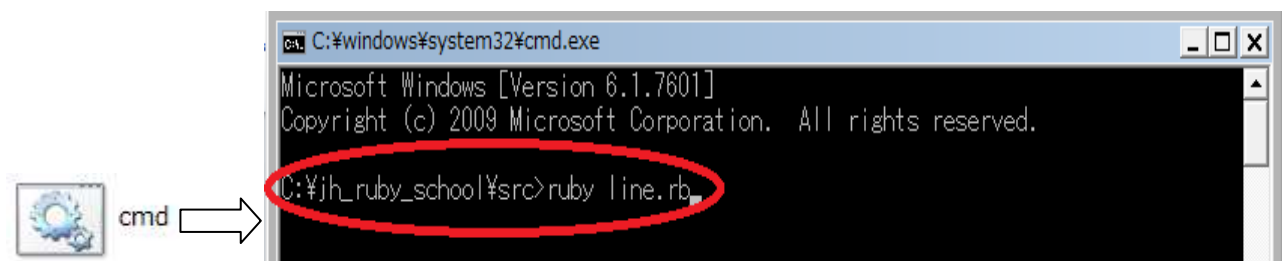 C:¥windows¥system32¥cmd.exe
Microsoft Windows [Version 6.1.7601]
Copyright (c) 2009 Microsoft Corporation.  All rights reserved.
C:¥jh_ruby_school¥src>ruby line.rb
cmd